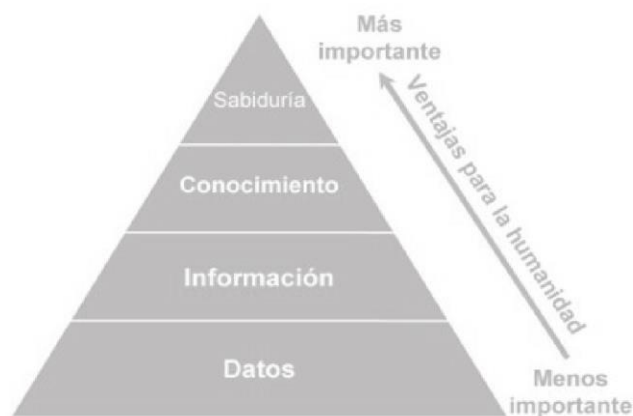 Más
importante
Sabiduría
Ventajas para la humanidad
Conocimiento
Información
Datos
Menos
importante